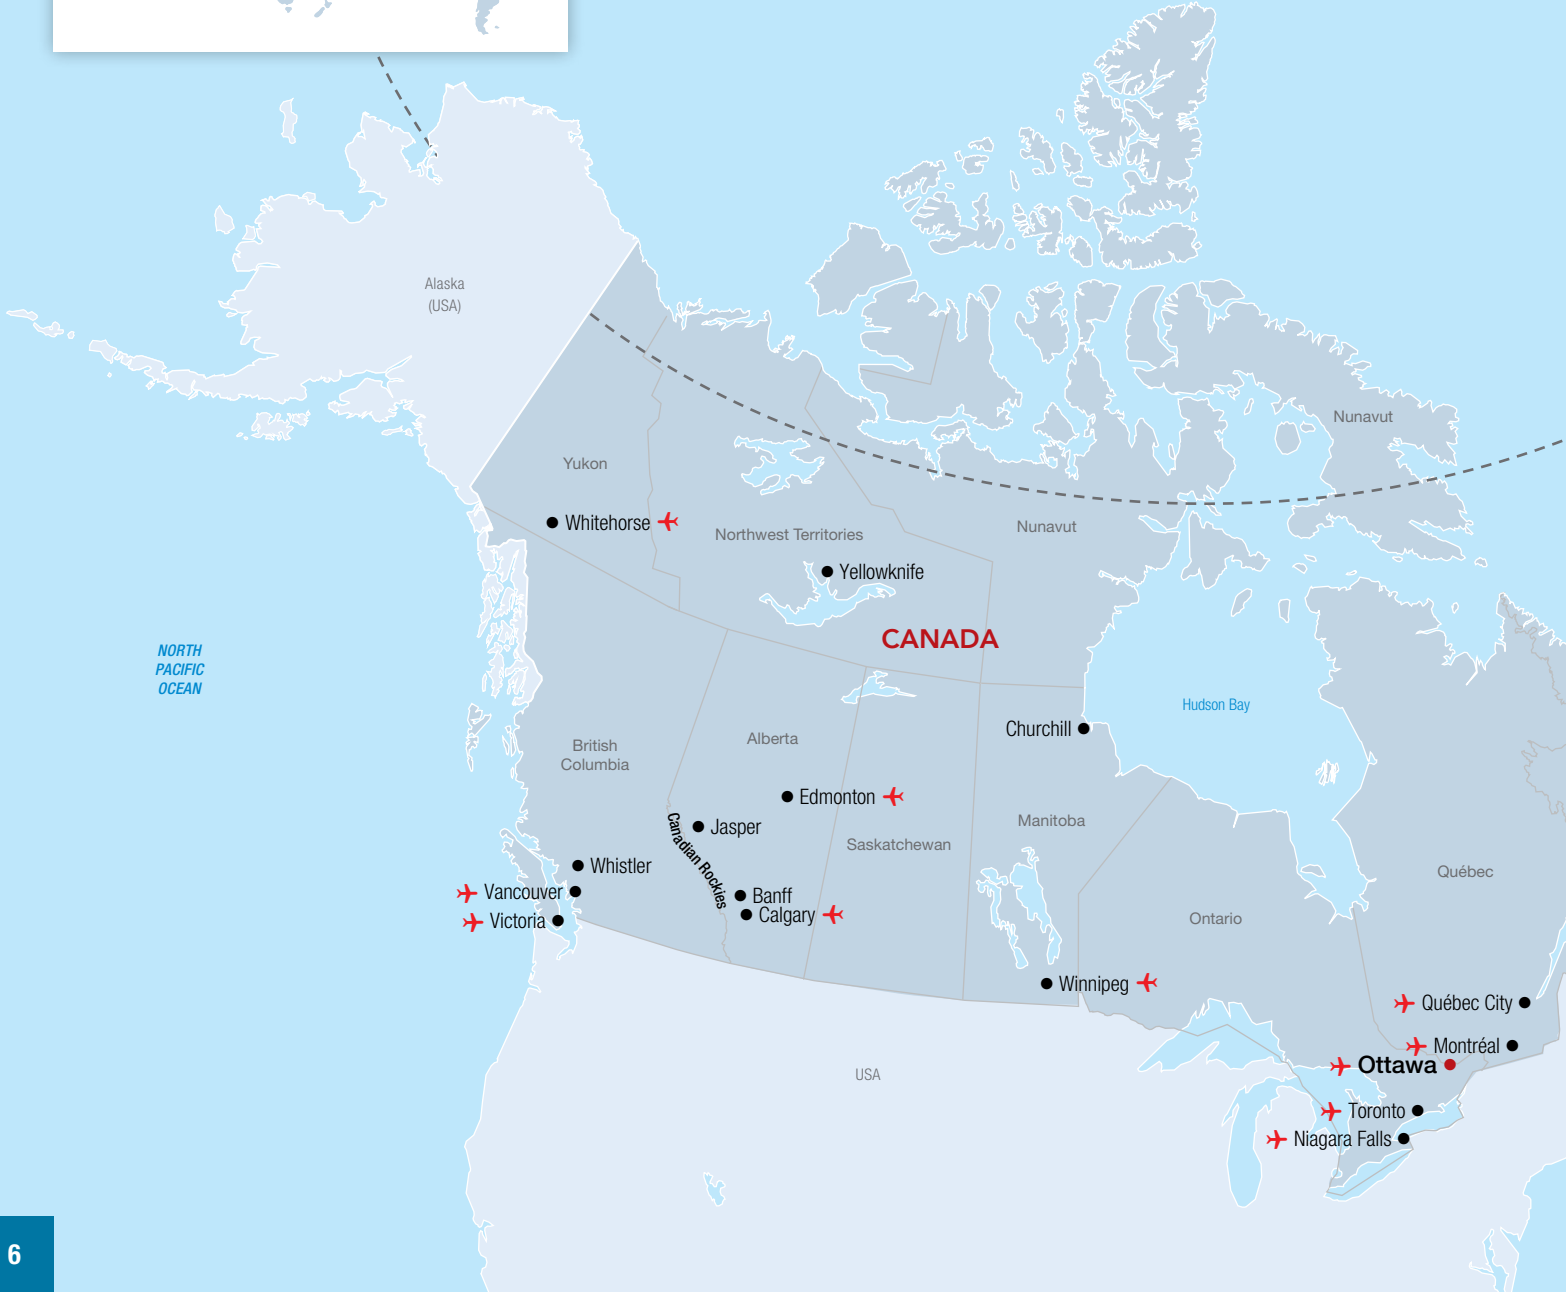 Alaska
(USA)
Nunavut
Yukon
Whitehorse
Northwest Territories
Nunavut
Yellowknife
CANADA
NORTH
PACIFIC
OCEAN
Hudson Bay
Churchill
British
Columbia
Alberta
Edmonton
Jasper
Canadian Rockies
Manitoba
Saskatchewan
Whistler
Québec
Vancouver
Banff
Victoria
Calgary
Ontario
Winnipeg
Québec City
Montréal
Ottawa
USA
Toronto
Niagara Falls
6